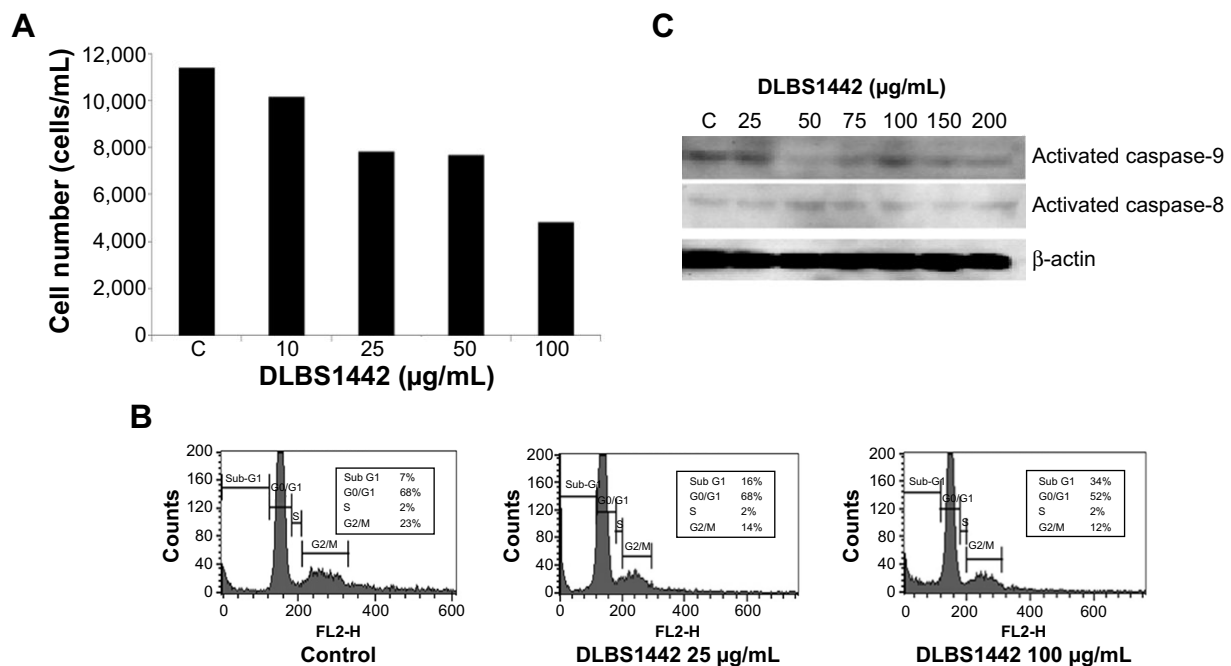 A
12,000
10,000
8,000
6,000
4,000
2,000
0
Cell number (cells/mL)
C 10 25 50 100
DLBS1442 (µg/mL)
C
DLBS1442 (µg/mL)
C 25 50 75 100 150 200
Activated caspase-9
Activated caspase-8
β-actin
B
200
160
120
80
40
0
Counts
Sub-G1
G0/G1
S
G2/M
Sub G1 7%
G0/G1 68%
S 2%
G2/M 23%
0 200 400 600
FL2-H
Control
200
160
120
80
40
0
Counts
Sub-G1
G0/G1
S
G2/M
Sub G1 16%
G0/G1 68%
S 2%
G2/M 14%
0 200 400 600
FL2-H
DLBS1442 25 µg/mL
200
160
120
80
40
0
Counts
Sub-G1
G0/G1
S
G2/M
Sub G1 34%
G0/G1 52%
S 2%
G2/M 12%
0 200 400 600
FL2-H
DLBS1442 100 µg/mL